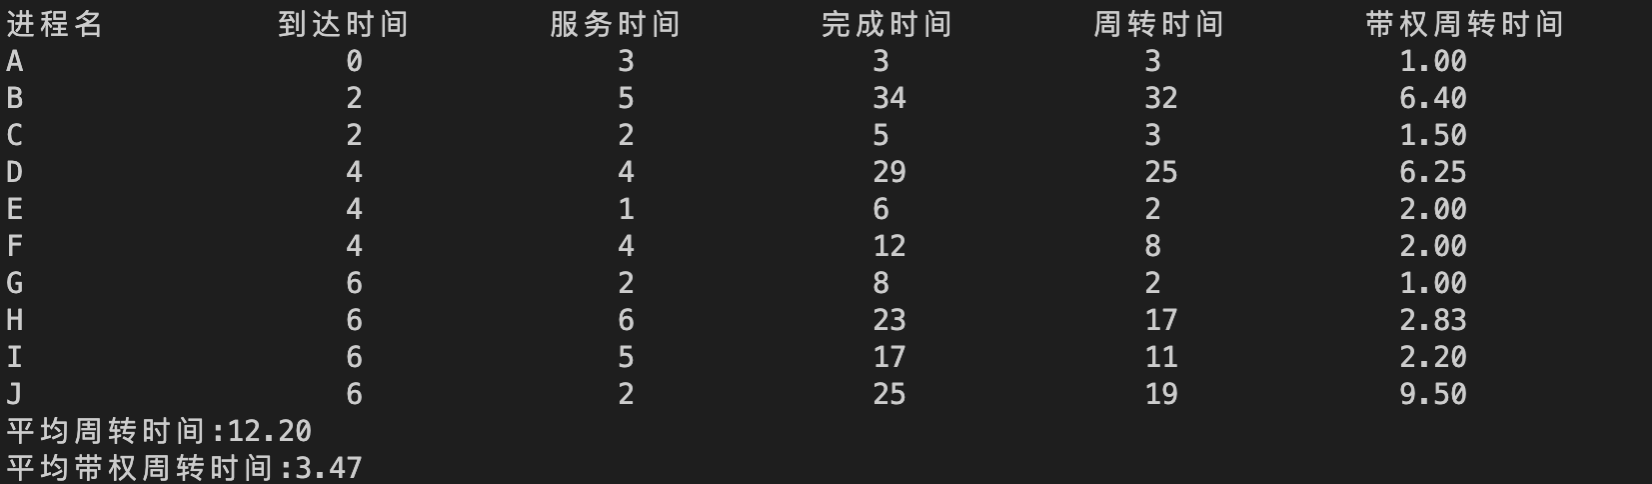 进程名 到达时间 服务时间 完成时间 周转时间 带权周转时间
A 0 3 3 3 1.00
B 2 5 34 32 6.40
C 2 2 5 3 1.50
D 4 4 29 25 6.25
E 4 1 6 2 2.00
F 4 4 12 8 2.00
G 6 2 8 2 1.00
H 6 6 23 17 2.83
I 6 5 17 11 2.20
J 6 2 25 19 9.50
平均周转时间:12.20
平均带权周转时间:3.47